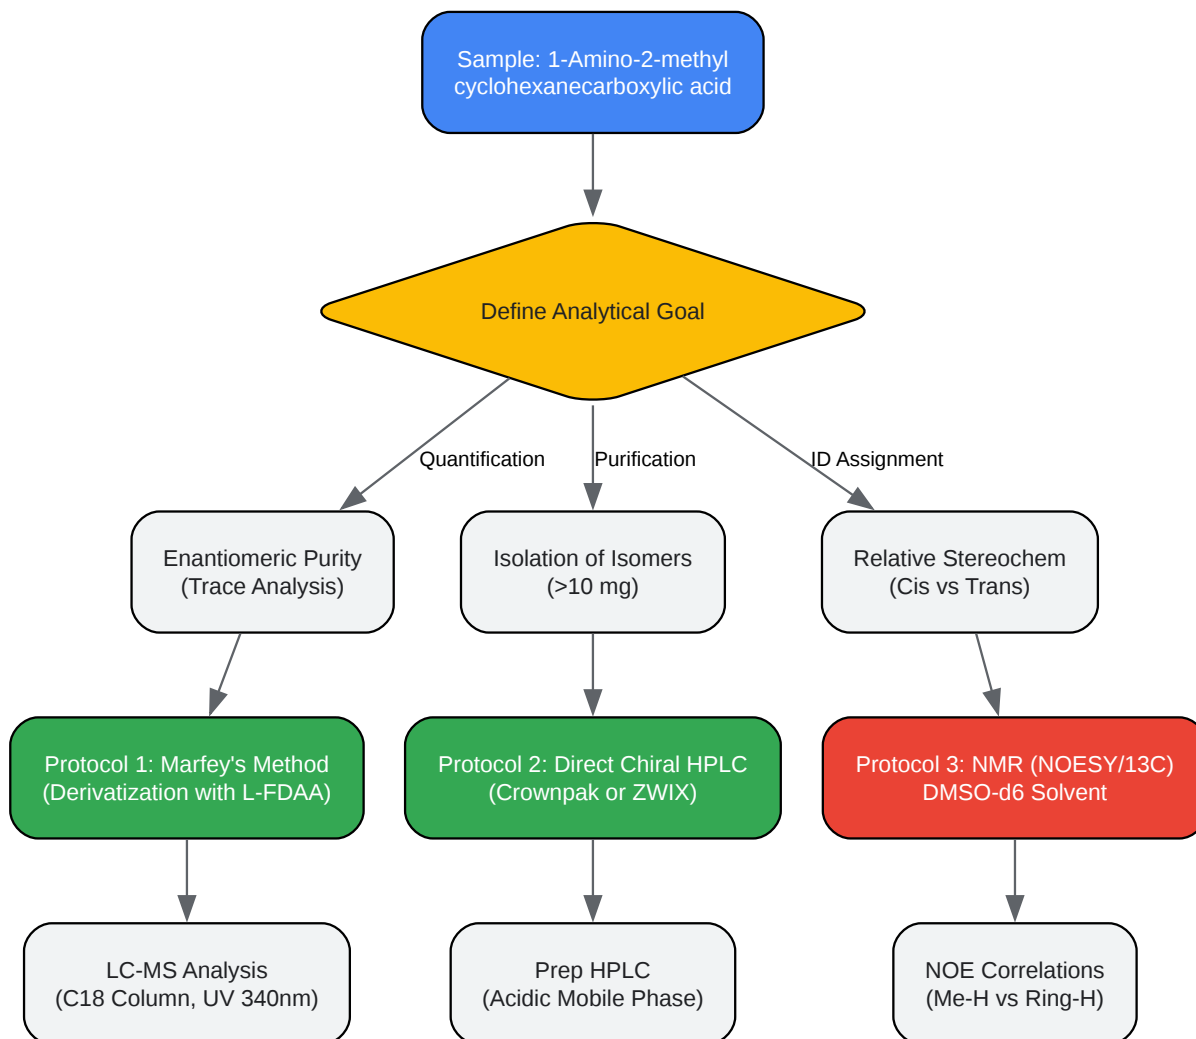 Sample: 1-Amino-2-methyl
cyclohexanecarboxylic acid
Define Analytical Goal
Quantification
Purification
ID Assignment
Enantiomeric Purity
(Trace Analysis)
Isolation of Isomers
(>10 mg)
Relative Stereochem
(Cis vs Trans)
Protocol 1: Marfey's Method
(Derivatization with L-FDAA)
Protocol 2: Direct Chiral HPLC
(Crownpak or ZWIX)
Protocol 3: NMR (NOESY/13C)
DMSO-d6 Solvent
LC-MS Analysis
(C18 Column, UV 340nm)
Prep HPLC
(Acidic Mobile Phase)
NOE Correlations
(Me-H vs Ring-H)